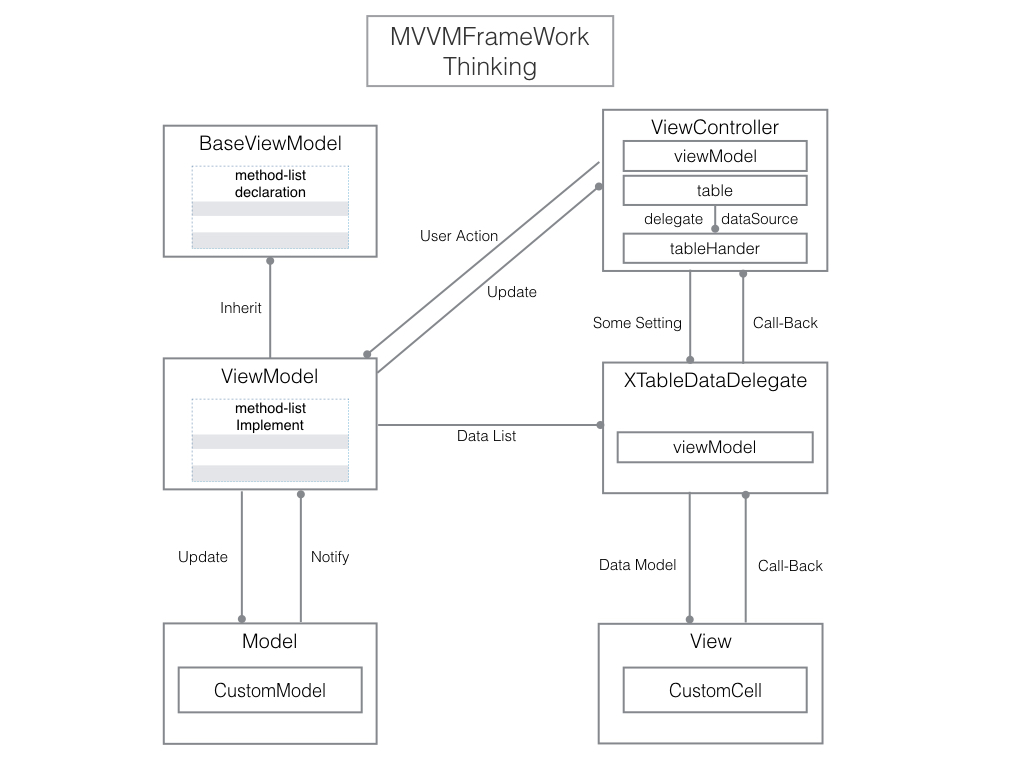 MVVMFrameWork
Thinking
BaseViewModel
method-list
declaration
ViewController
viewModel
table
delegate
dataSource
tableHander
User Action
Update
Inherit
Some Setting
Call-Back
ViewModel
method-list
Implement
XTableDataDelegate
viewModel
Data List
Update
Notify
Data Model
Call-Back
Model
CustomModel
View
CustomCell